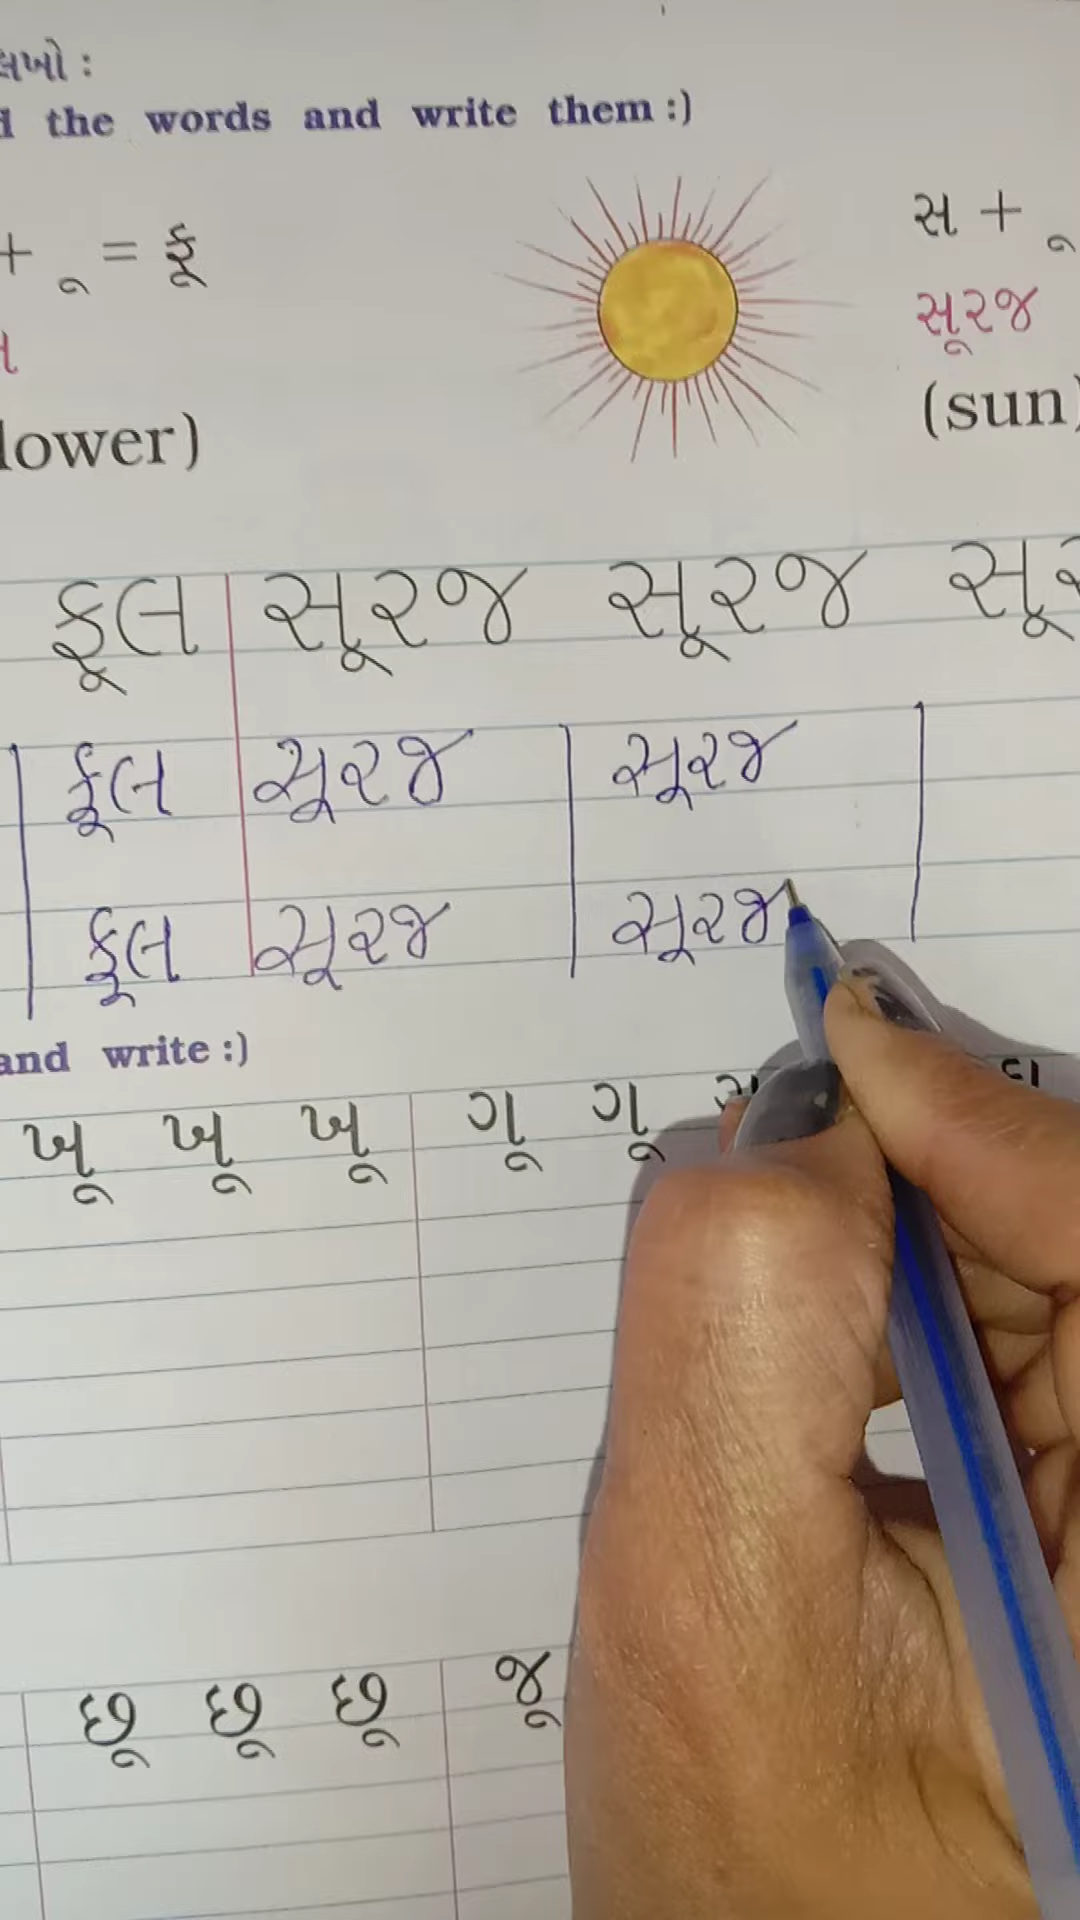 લખો :
the words and write them :)
+ ૂ = ફૂ
સ + ૂ
સૂરજ
(sun)
lower)
ફૂલ સૂરજ સૂરજ
ફૂલ સૂરજ સૂરજ
ફૂલ સૂરજ સૂરજ
and write :)
ખૂ ખૂ ખૂ ગૂ ગૂ
છૂ છૂ છૂ જૂ